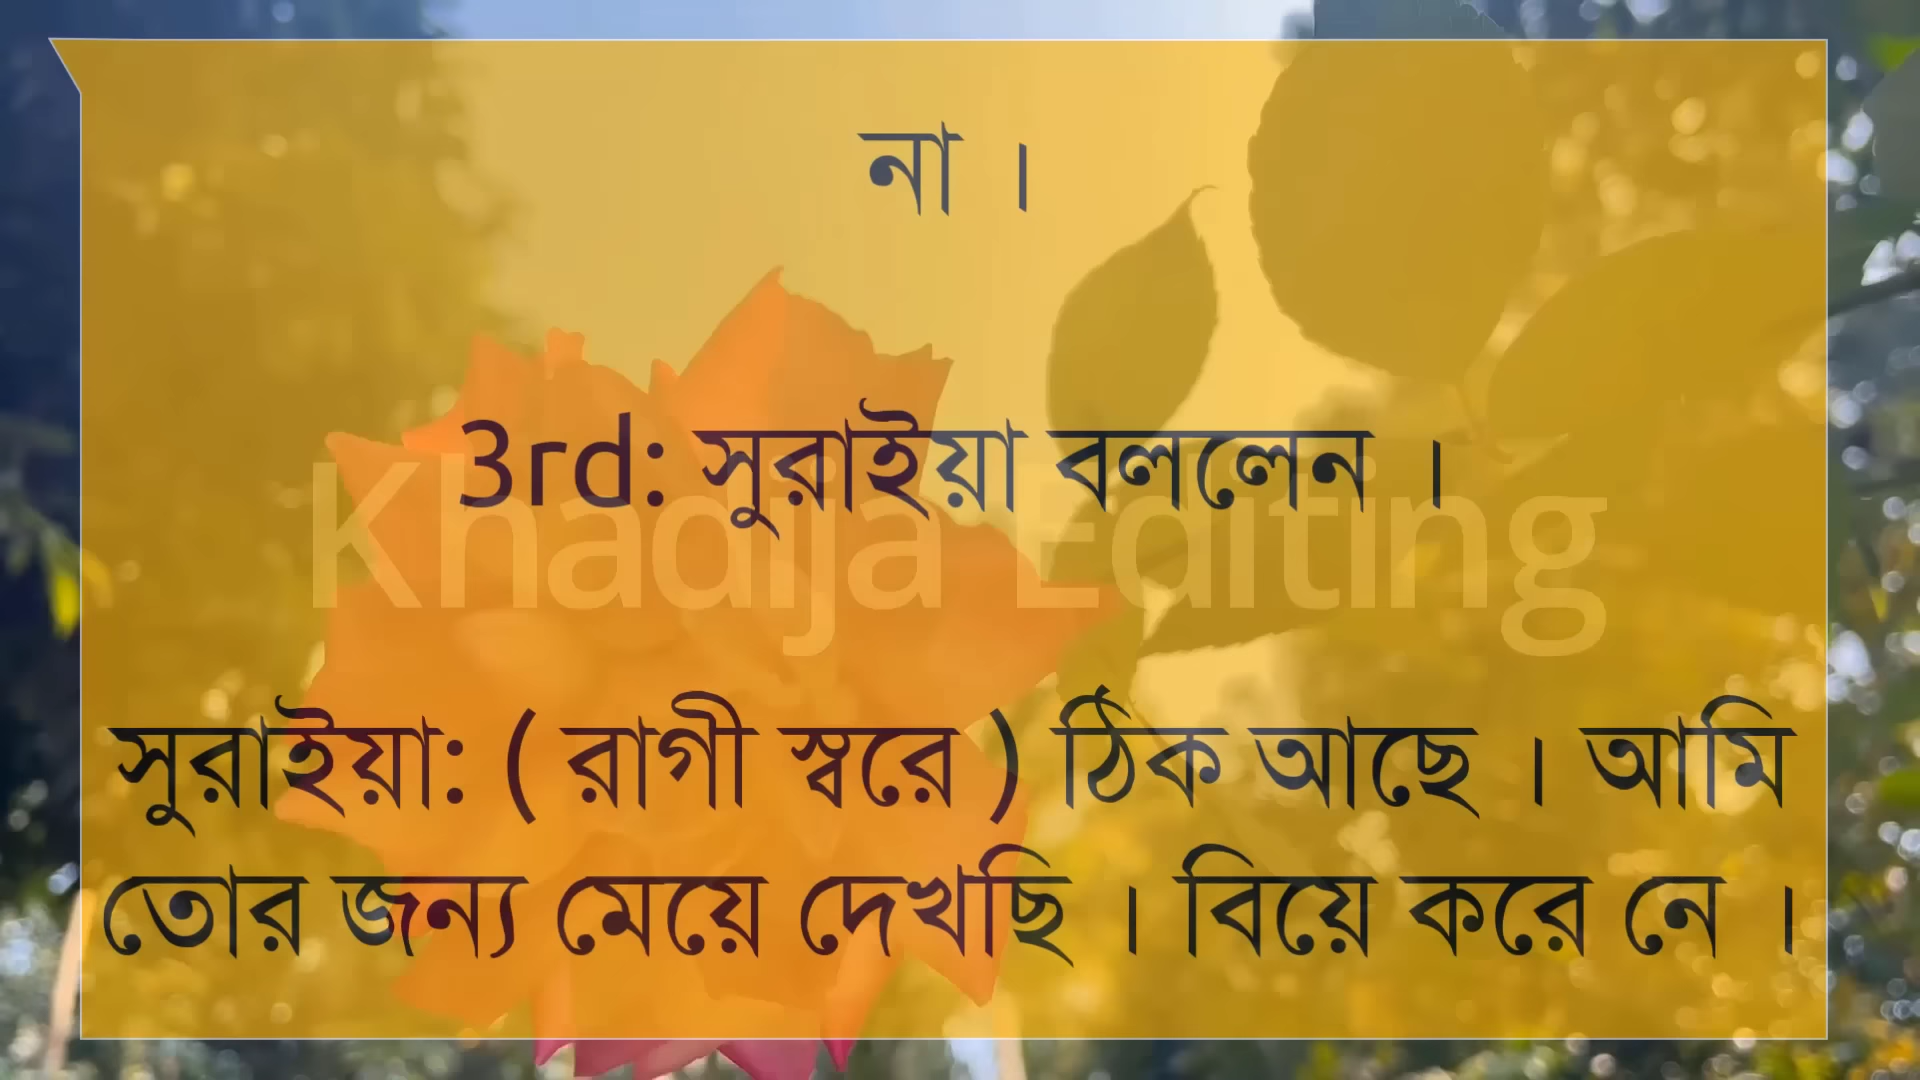 না ।
3rd: সুরাইয়া বললেন ।
Khadija Editing
সুরাইয়া: ( রাগী স্বরে ) ঠিক আছে । আমি
তোর জন্য মেয়ে দেখছি । বিয়ে করে নে ।